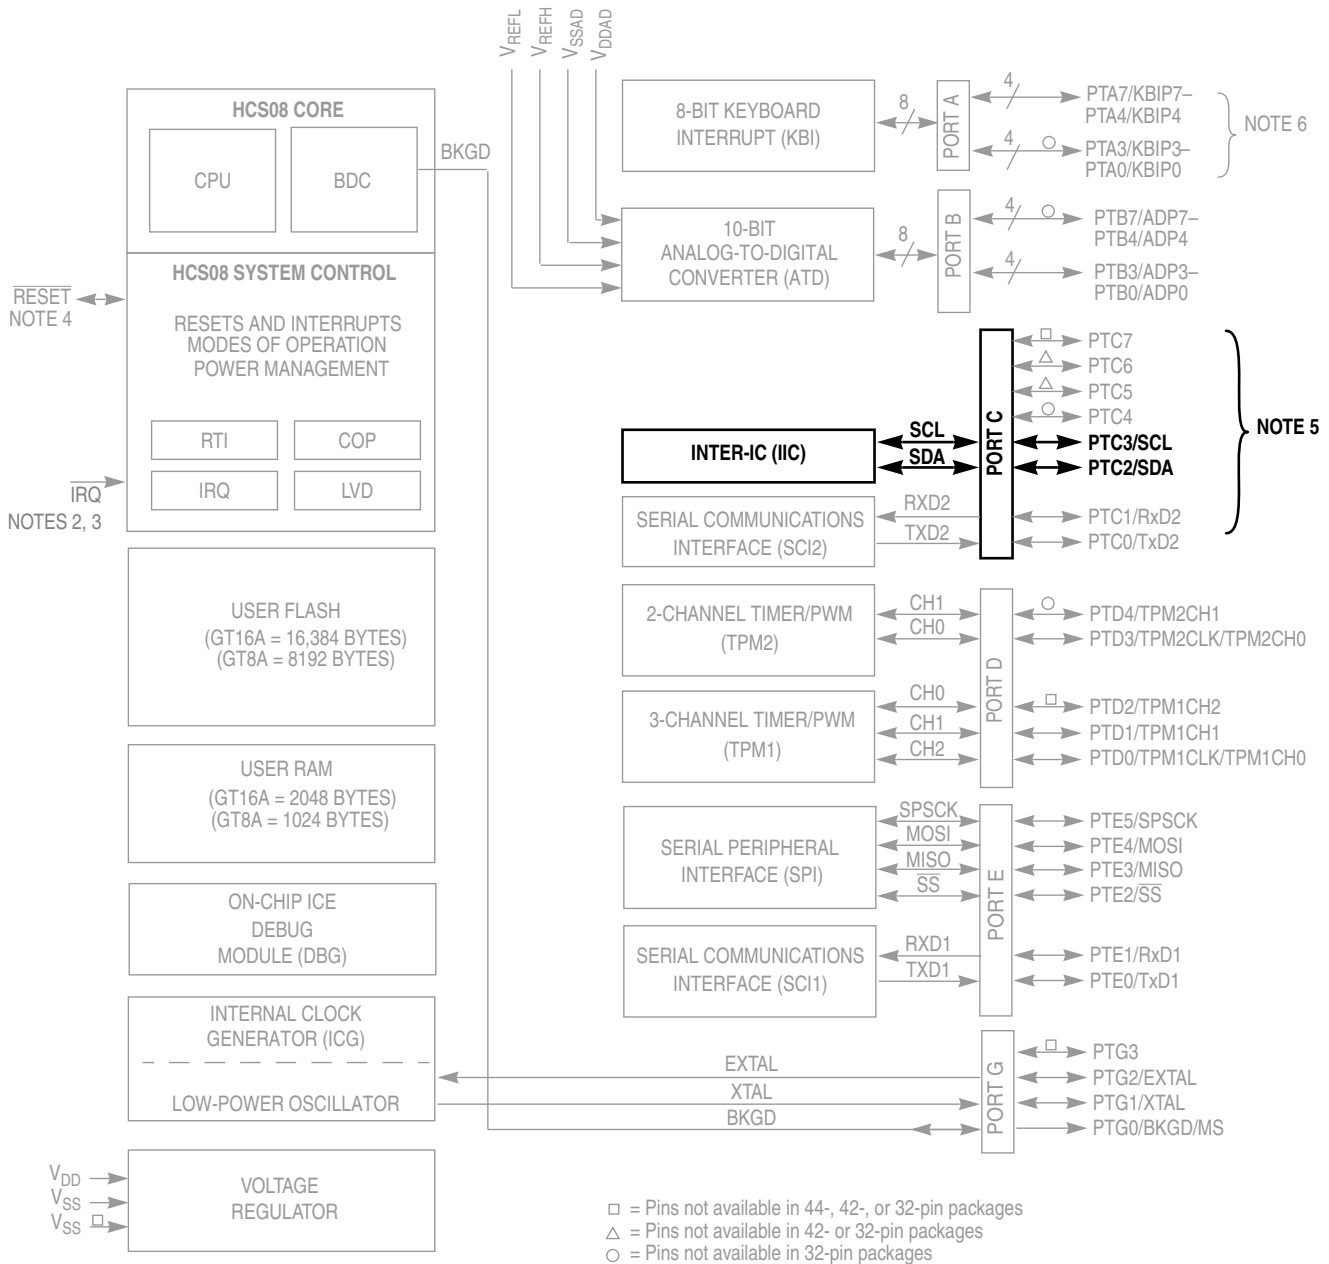 VREFL
VREFH
VSSAD
VDDAD
HCS08 CORE
CPU
BDC
BKGD
HCS08 SYSTEM CONTROL
RESET
NOTE 4
RESETS AND INTERRUPTS
MODES OF OPERATION
POWER MANAGEMENT
RTI
COP
IRQ
LVD
IRQ
NOTES 2, 3
USER FLASH
(GT16A = 16,384 BYTES)
(GT8A = 8192 BYTES)
USER RAM
(GT16A = 2048 BYTES)
(GT8A = 1024 BYTES)
ON-CHIP ICE
DEBUG
MODULE (DBG)
INTERNAL CLOCK
GENERATOR (ICG)
LOW-POWER OSCILLATOR
VDD
VSS
VSS
VOLTAGE
REGULATOR
8-BIT KEYBOARD
INTERRUPT (KBI)
8
PORT A
4
PTA7/KBIP7–
PTA4/KBIP4
4
PTA3/KBIP3–
PTA0/KBIP0
NOTE 6
10-BIT
ANALOG-TO-DIGITAL
CONVERTER (ATD)
8
PORT B
4
PTB7/ADP7–
PTB4/ADP4
4
PTB3/ADP3–
PTB0/ADP0
INTER-IC (IIC)
SCL
SDA
SERIAL COMMUNICATIONS
INTERFACE (SCI2)
RXD2
TXD2
PORT C
PTC7
PTC6
PTC5
PTC4
PTC3/SCL
PTC2/SDA
PTC1/RxD2
PTC0/TxD2
NOTE 5
2-CHANNEL TIMER/PWM
(TPM2)
CH1
CH0
3-CHANNEL TIMER/PWM
(TPM1)
CH0
CH1
CH2
PORT D
PTD4/TPM2CH1
PTD3/TPM2CLK/TPM2CH0
PTD2/TPM1CH2
PTD1/TPM1CH1
PTD0/TPM1CLK/TPM1CH0
SERIAL PERIPHERAL
INTERFACE (SPI)
SPSCK
MOSI
MISO
SS
SERIAL COMMUNICATIONS
INTERFACE (SCI1)
RXD1
TXD1
PORT E
PTE5/SPSCK
PTE4/MOSI
PTE3/MISO
PTE2/SS
PTE1/RxD1
PTE0/TxD1
EXTAL
XTAL
BKGD
PORT G
PTG3
PTG2/EXTAL
PTG1/XTAL
PTG0/BKGD/MS
= Pins not available in 44-, 42-, or 32-pin packages
= Pins not available in 42- or 32-pin packages
= Pins not available in 32-pin packages